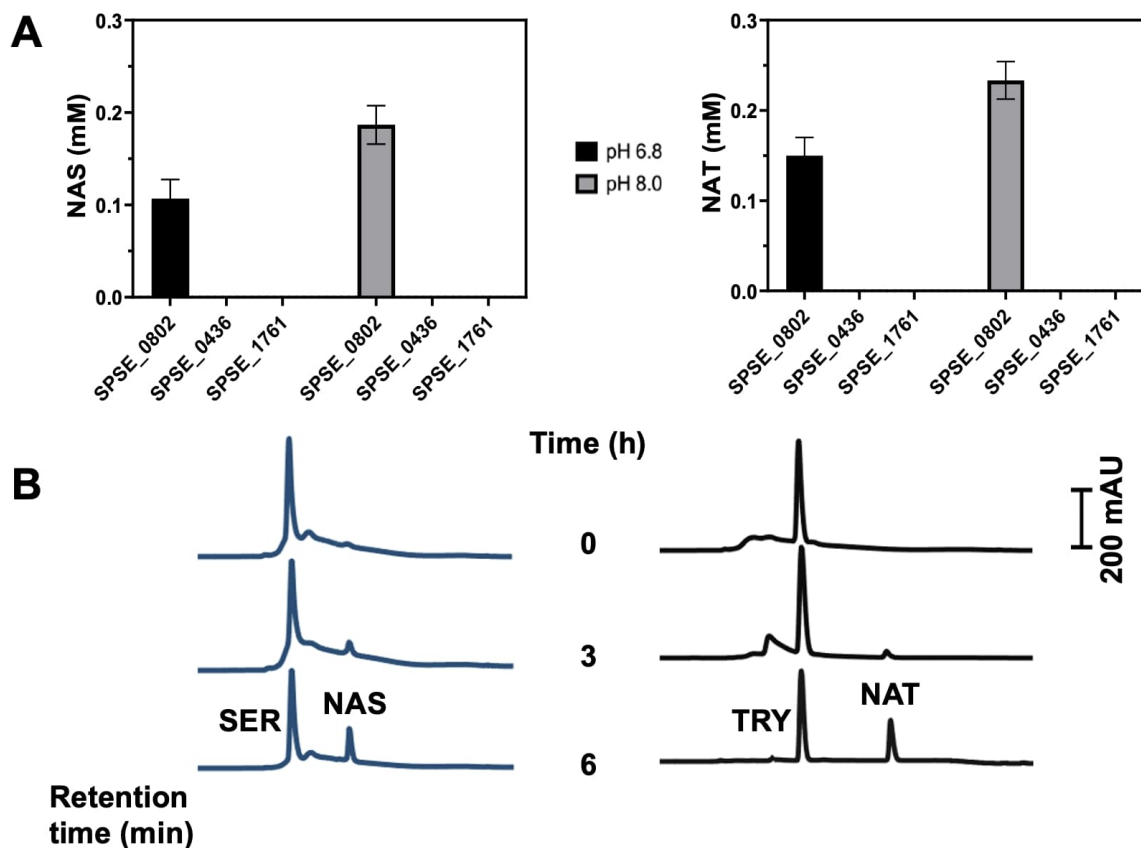 A
0.3
0.2
0.1
0.0
NAS (mM)
SPSE_0802
SPSE_0436
SPSE_1761
SPSE_0802
SPSE_0436
SPSE_1761
pH 6.8
pH 8.0
0.3
0.2
0.1
0.0
NAT (mM)
SPSE_0802
SPSE_0436
SPSE_1761
SPSE_0802
SPSE_0436
SPSE_1761
B
Time (h)
0
3
6
200 mAU
SER
NAS
TRY
NAT
Retention
time (min)